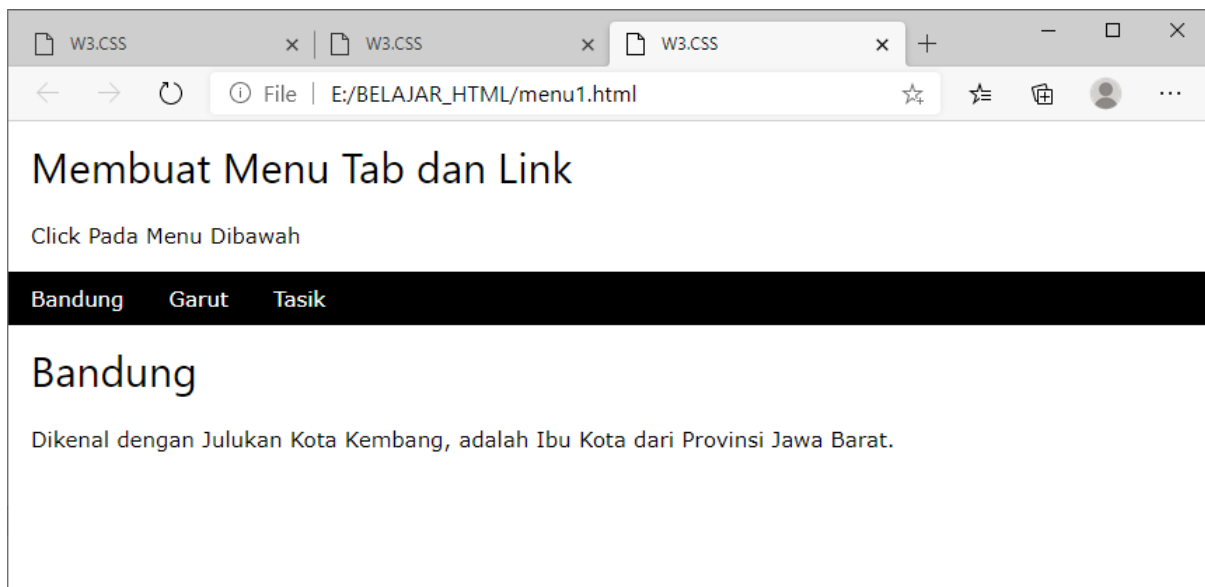 W3.CSS W3.CSS W3.CSS
File E:/BELAJAR_HTML/menu1.html
Membuat Menu Tab dan Link
Click Pada Menu Dibawah
Bandung Garut Tasik
Bandung
Dikenal dengan Julukan Kota Kembang, adalah Ibu Kota dari Provinsi Jawa Barat.